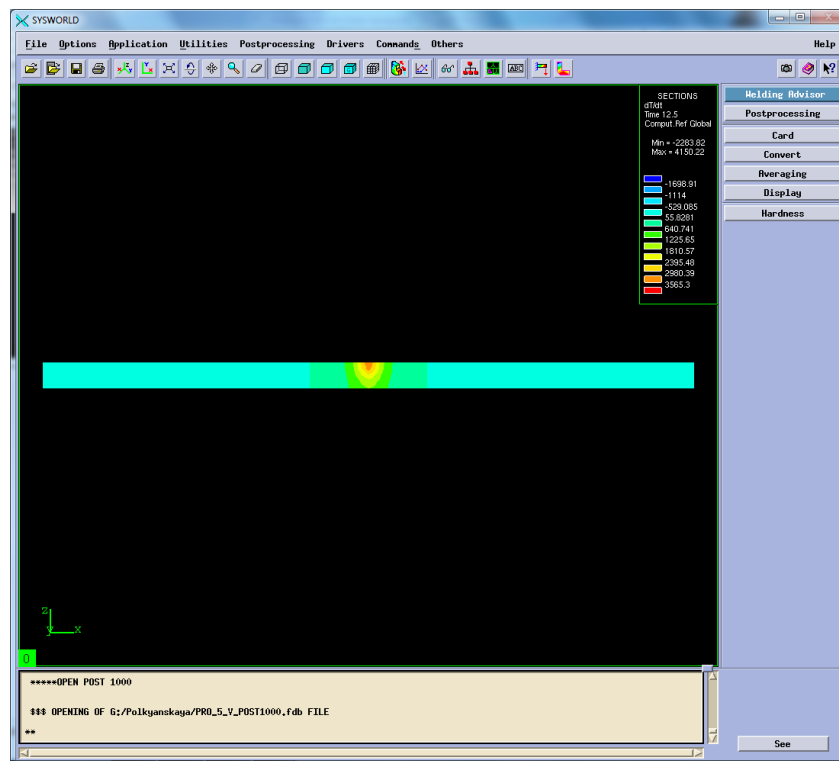 SYSWORLD
File Options Application Utilities Postprocessing Drivers Commands Others Help
ABC
SECTIONS
dT/dt
Time 12.5
Comput.Ref Global
Min = -2283.82
Max = 4150.22
-1698.91
-1114
-529.085
55.8281
640.741
1225.65
1810.57
2395.48
2980.39
3565.3
Welding Advisor
Postprocessing
Card
Convert
Averaging
Display
Hardness
z
y x
0
*****OPEN POST 1000
$$$ OPENING OF G:/Polkyanskaya/PRO_5_V_POST1000.fdb FILE
**
See